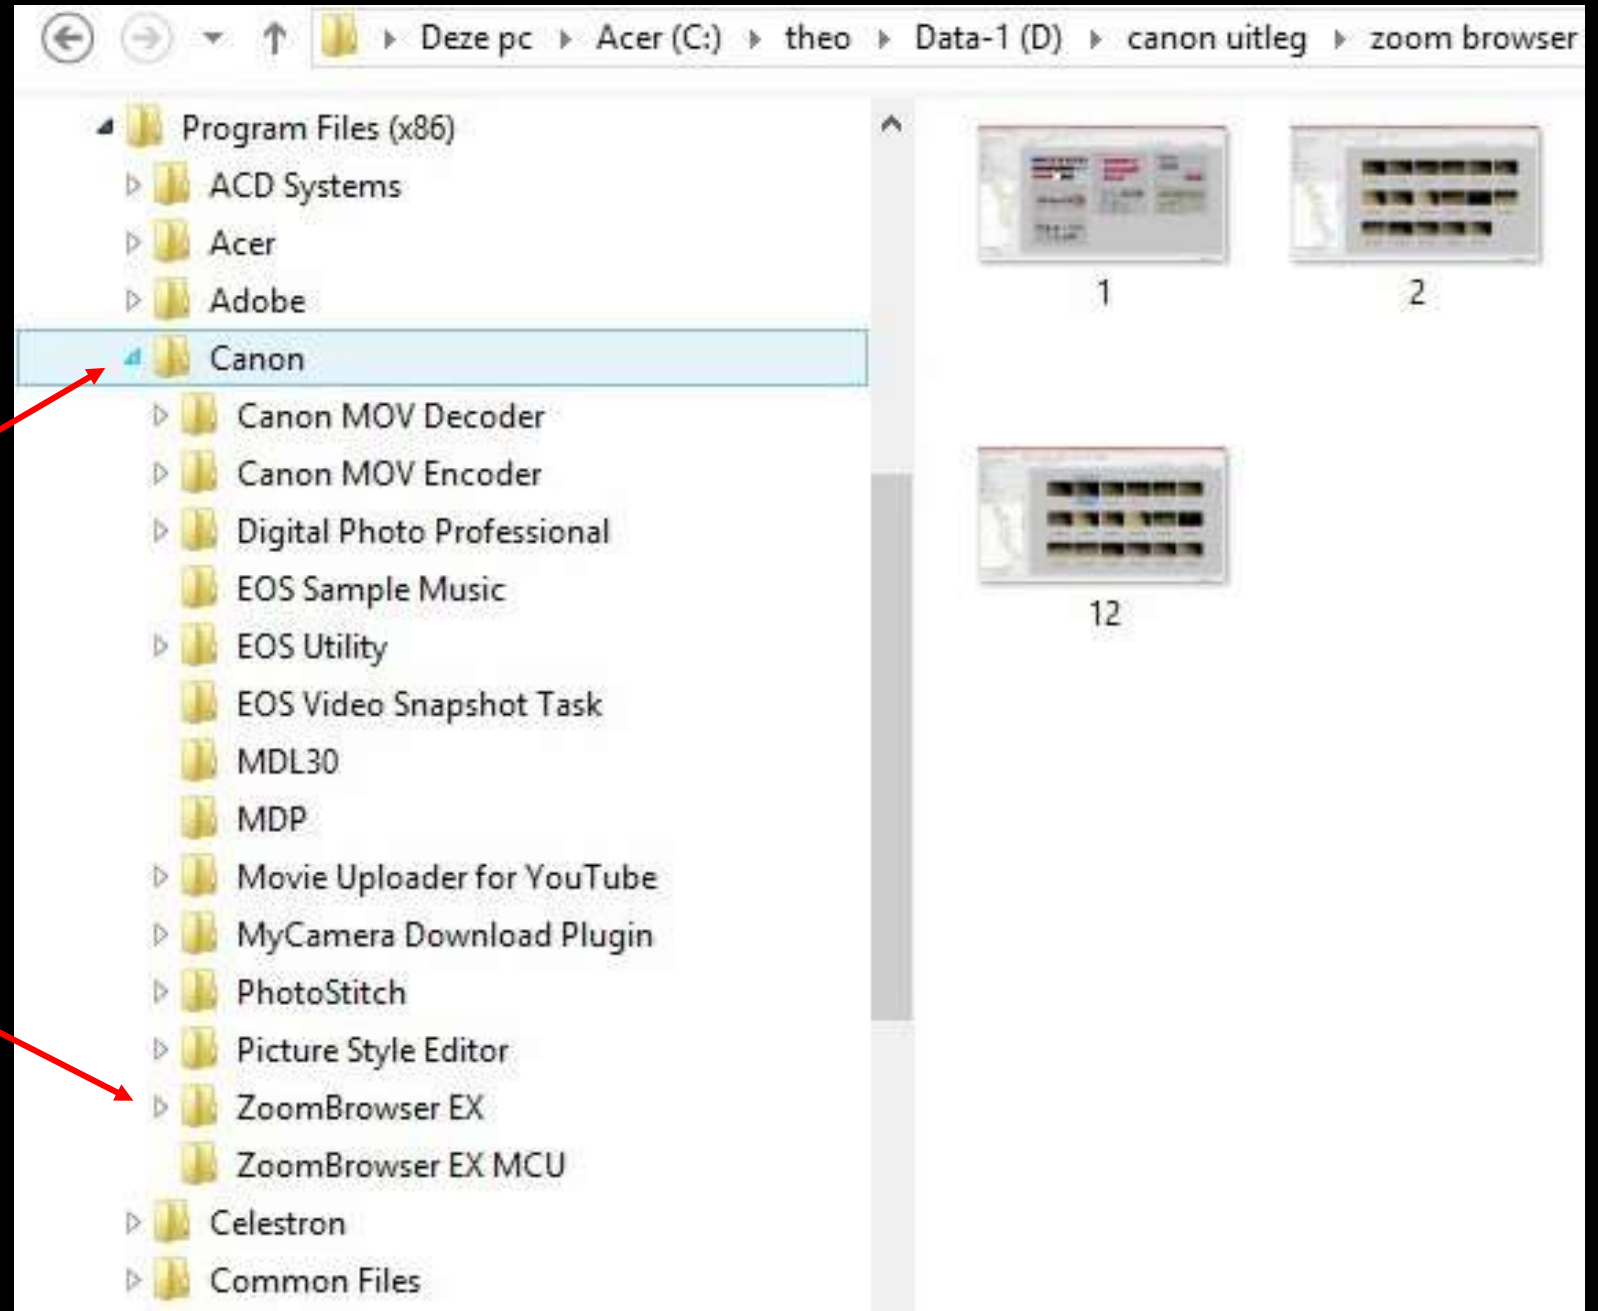 Deze pc Acer (C:) theo Data-1 (D) canon uitleg zoom browser
Program Files (x86)
ACD Systems
Acer
Adobe
Canon
Canon MOV Decoder
Canon MOV Encoder
Digital Photo Professional
EOS Sample Music
EOS Utility
EOS Video Snapshot Task
MDL30
MDP
Movie Uploader for YouTube
MyCamera Download Plugin
PhotoStitch
Picture Style Editor
ZoomBrowser EX
ZoomBrowser EX MCU
Celestron
Common Files
1
2
12